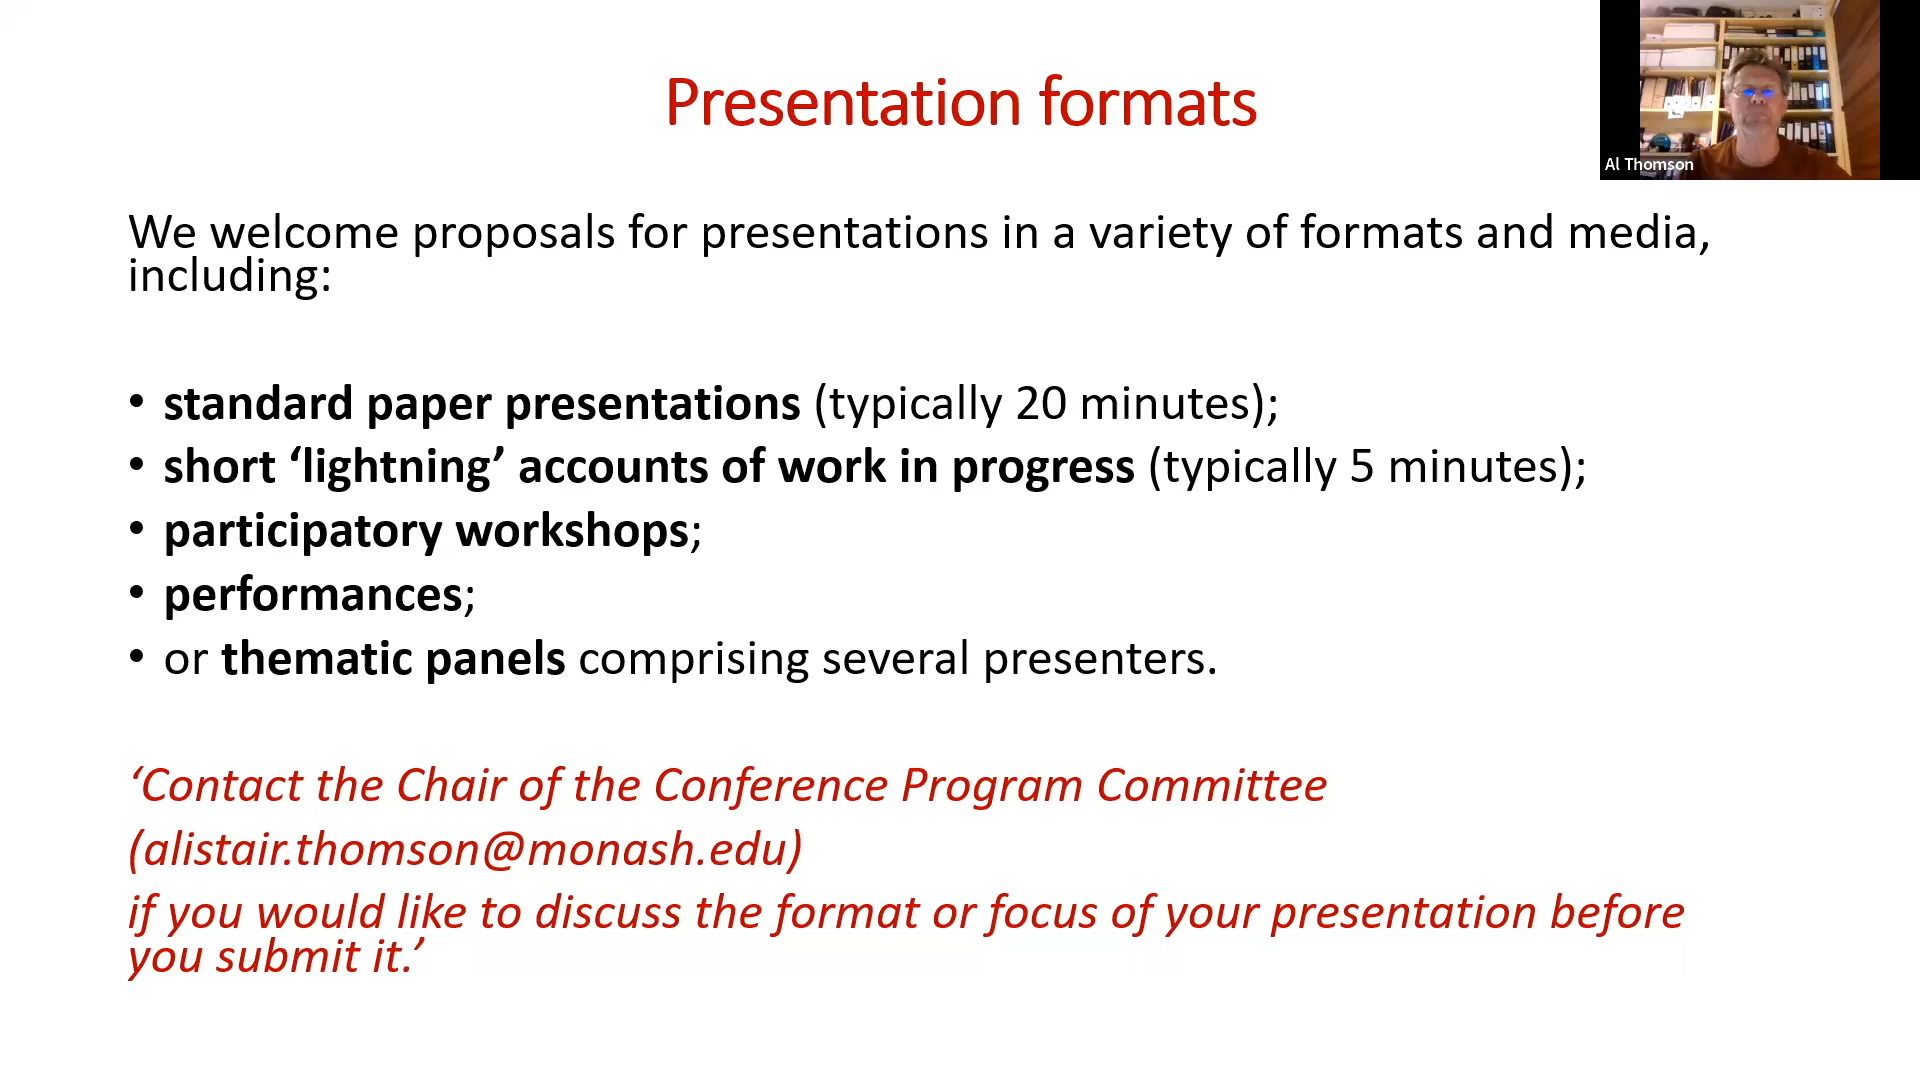 Presentation formats
Al Thomson
We welcome proposals for presentations in a variety of formats and media,
including:
• standard paper presentations (typically 20 minutes);
• short ‘lightning’ accounts of work in progress (typically 5 minutes);
• participatory workshops;
• performances;
• or thematic panels comprising several presenters.
‘Contact the Chair of the Conference Program Committee
(alistair.thomson@monash.edu)
if you would like to discuss the format or focus of your presentation before
you submit it.’